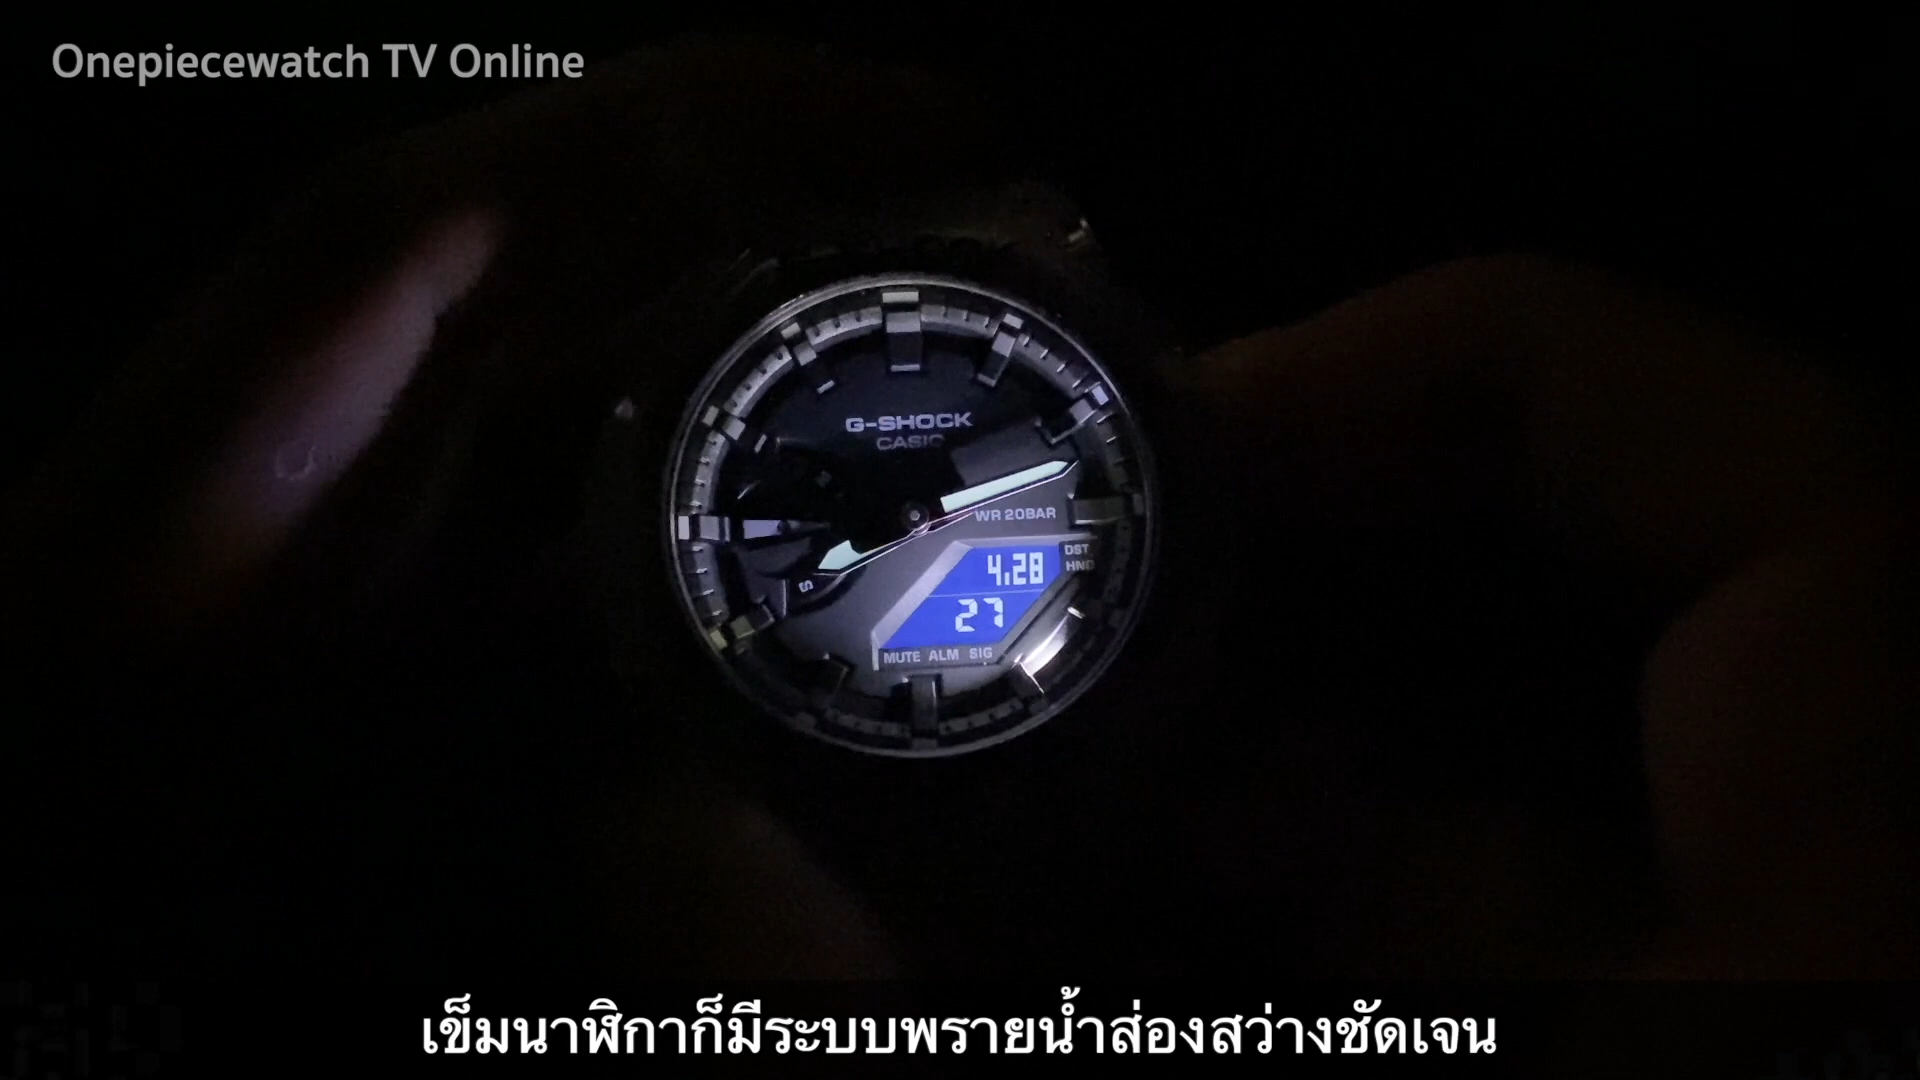 Onepiecewatch TV Online
G-SHOCK
CASIO
WR 20BAR
4.28
DST
HND
27
MUTE ALM SIG
เข็มนาฬิกาก็มีระบบพรายน้ำส่องสว่างชัดเจน